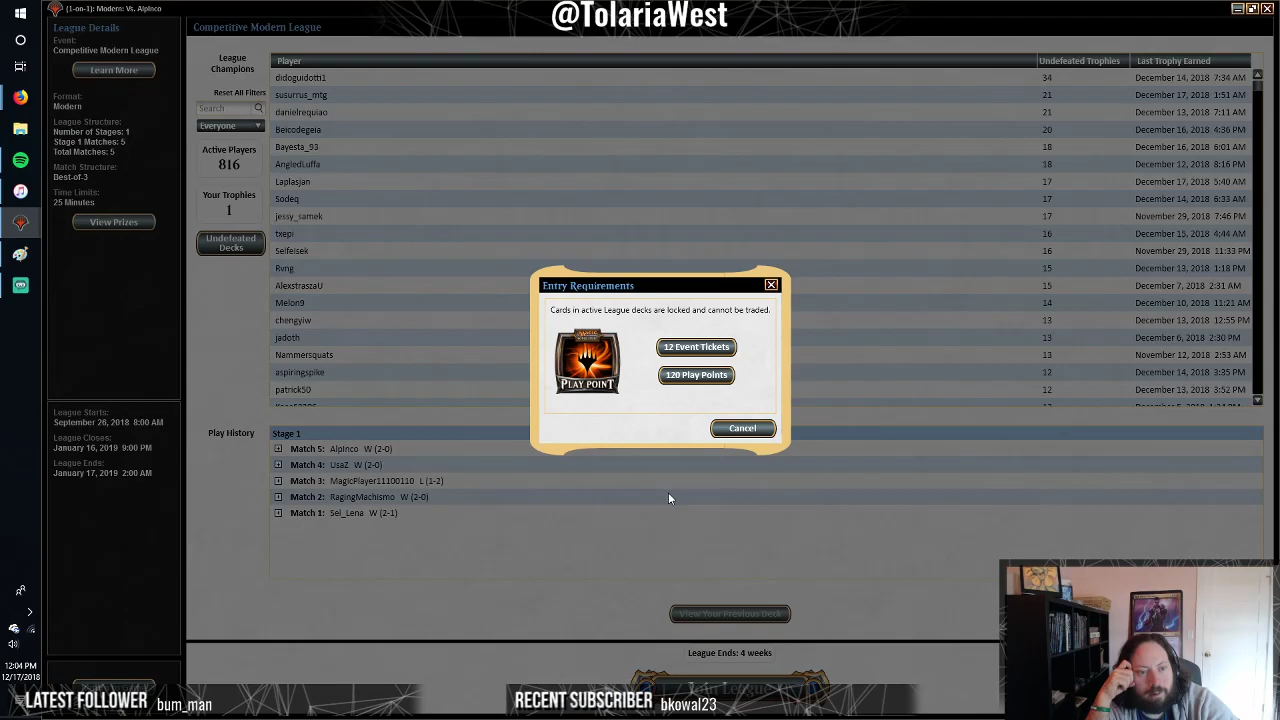 (1-on-1): Modern: Vs. AlpInco
@TolariaWest
League Details
Event:
Competitive Modern League
Learn More
Format:
Modern
League Structure:
Number of Stages: 1
Stage 1 Matches: 5
Total Matches: 5
Match Structure:
Best-of-3
Time Limits:
25 Minutes
View Prizes
League Starts:
September 26, 2018 8:00 AM
League Closes:
January 16, 2019 8:00 AM
League Ends:
January 17, 2019 2:00 AM
Competitive Modern League
League
Champions
Reset All Filters
Search
Everyone
Active Players
816
Your Trophies
1
Undefeated
Decks
Player Undefeated Trophies Last Trophy Earned
didoguidotti1 34 December 14, 2018 7:34 AM
susurrus_mtg 21 December 17, 2018 1:51 AM
danielrequiao 21 December 13, 2018 7:11 AM
Beicodegeia 20 December 16, 2018 4:36 PM
Bayesta_93 18 December 16, 2018 6:01 AM
AngledLuffa 18 December 12, 2018 8:16 PM
Laplasjan 17 December 17, 2018 5:40 AM
Sodeq 17 December 14, 2018 6:33 AM
jessy_samek 17 November 29, 2018 7:46 PM
txepi 16 December 15, 2018 4:44 AM
Selfeisek 16 November 29, 2018 11:33 PM
Rvng 15 December 13, 2018 1:18 PM
AlexstraszaU 15 December 7, 2018 2:31 AM
Melon9 14 December 10, 2018 11:21 AM
chengyiw 13 December 13, 2018 12:55 PM
jadoth 13 December 6, 2018 2:30 PM
Nammersquats 13 November 12, 2018 2:53 AM
aspiringspike 12 December 14, 2018 3:35 PM
patrick50 12 December 13, 2018 3:52 PM
Entry Requirements
Cards in active League decks are locked and cannot be traded.
PLAY POINT
12 Event Tickets
120 Play Points
Cancel
Play History
Stage 1
Match 5: AlpInco W (2-0)
Match 4: UsaZ W (2-0)
Match 3: MagicPlayer11100110 L (1-2)
Match 2: RagingMachismo W (2-0)
Match 1: Sel_Lena W (2-1)
View Your Previous Deck
League Ends: 4 weeks
Join League
12:04 PM
12/17/2018
LATEST FOLLOWER bum_man
RECENT SUBSCRIBER bkowal23